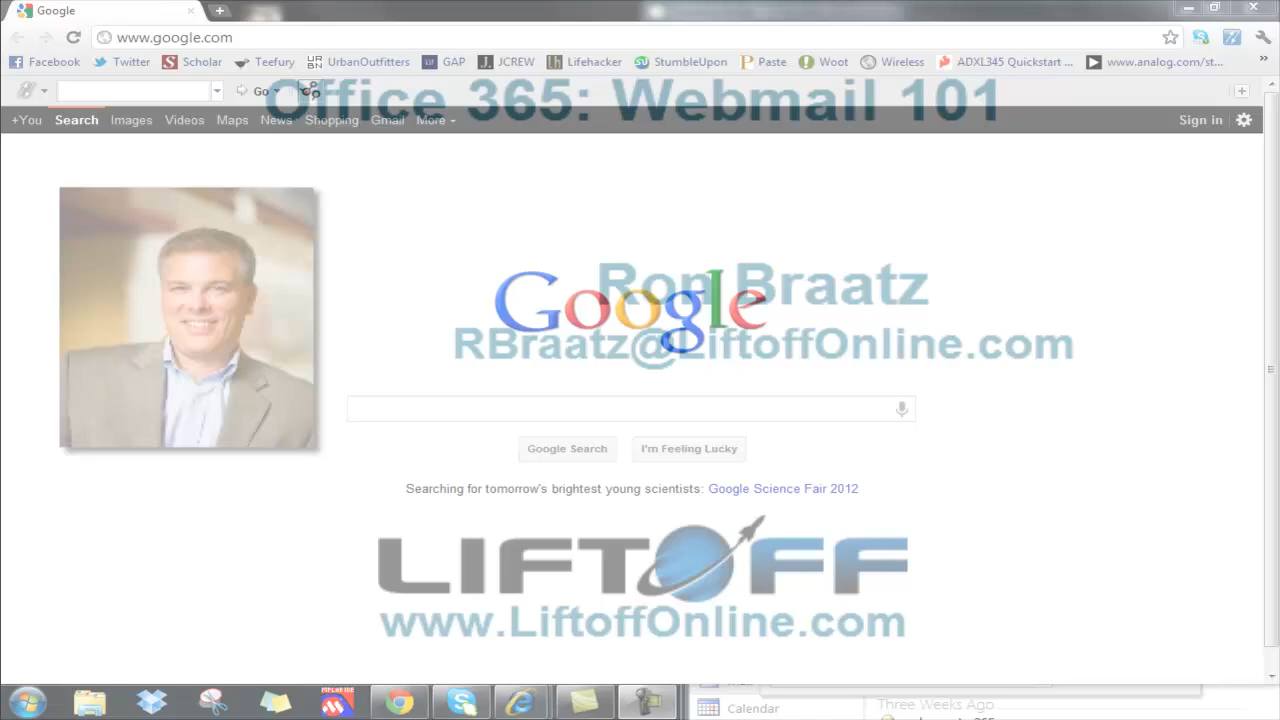 Google
www.google.com
Facebook Twitter Scholar Teefury UrbanOutfitters GAP JCREW Lifehacker StumbleUpon Paste Woot Wireless ADXL345 Quickstart ... www.analog.com/st...
Go
Office 365: Webmail 101
+You Search Images Videos Maps News Shopping Gmail More Sign in
Ron Braatz
Google
RBraatz@LiftoffOnline.com
Google Search I'm Feeling Lucky
Searching for tomorrow's brightest young scientists: Google Science Fair 2012
LIFTOFF
www.LiftoffOnline.com
Calendar
Three Weeks Ago